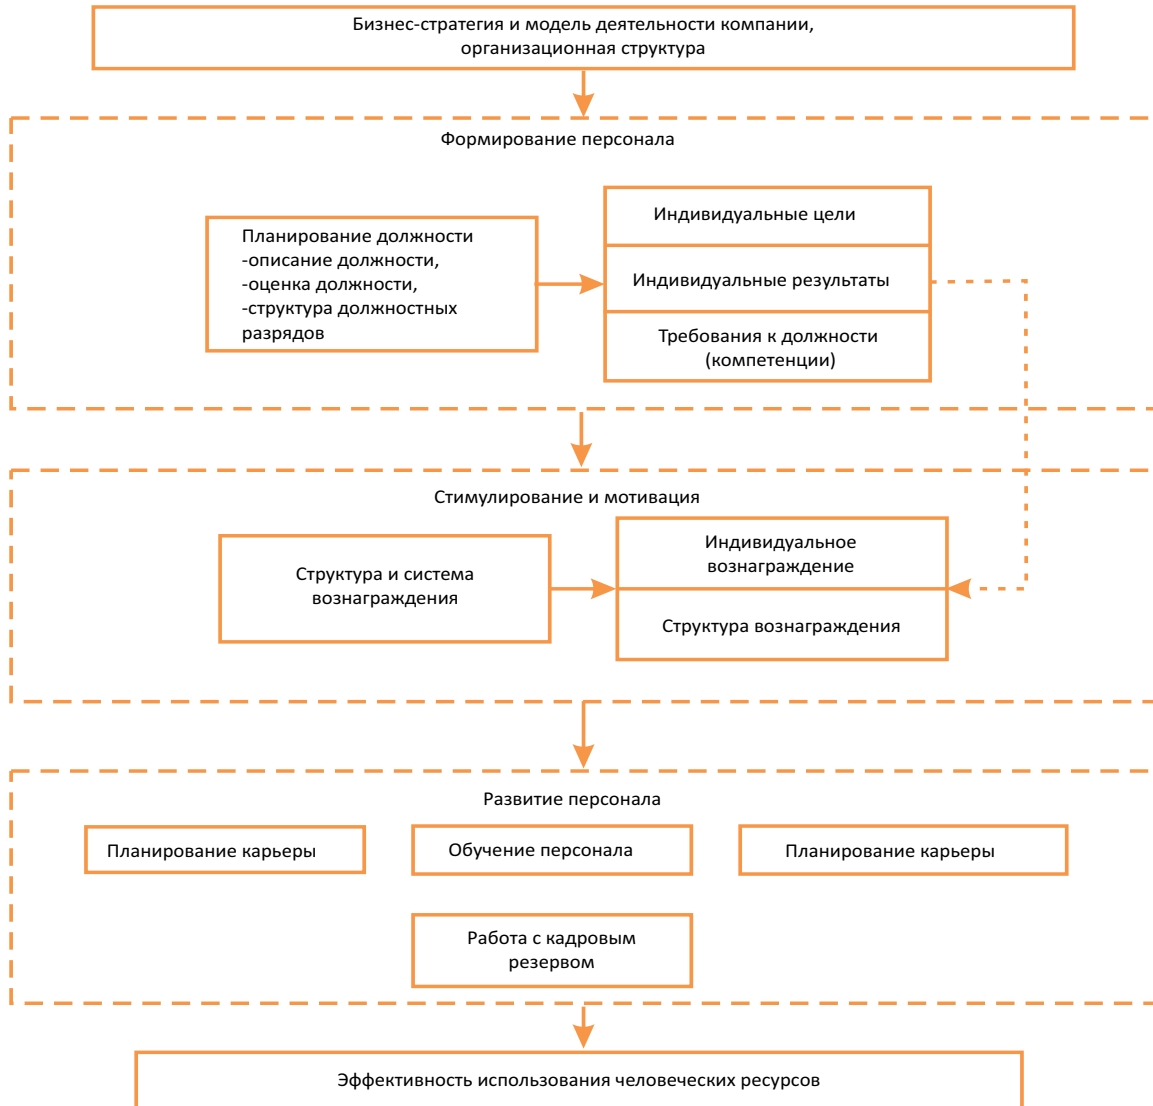 Бизнес-стратегия и модель деятельности компании,
организационная структура
Формирование персонала
Планирование должности
-описание должности,
-оценка должности,
-структура должностных
разрядов
Индивидуальные цели
Индивидуальные результаты
Требования к должности
(компетенции)
Стимулирование и мотивация
Структура и система
вознаграждения
Индивидуальное
вознаграждение
Структура вознаграждения
Развитие персонала
Планирование карьеры
Обучение персонала
Планирование карьеры
Работа с кадровым
резервом
Эффективность использования человеческих ресурсов